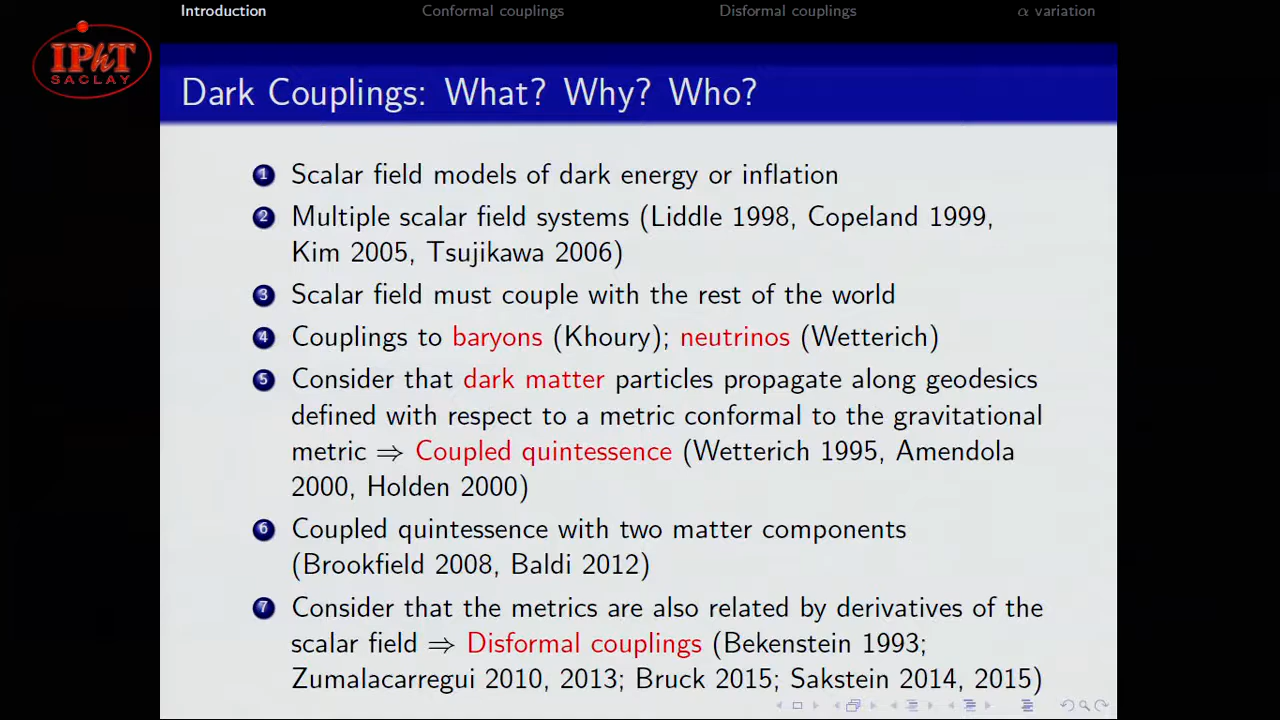 Introduction Conformal couplings Disformal couplings α variation
IPhT
SACLAY
Dark Couplings: What? Why? Who?
1 Scalar field models of dark energy or inflation
2 Multiple scalar field systems (Liddle 1998, Copeland 1999,
Kim 2005, Tsujikawa 2006)
3 Scalar field must couple with the rest of the world
4 Couplings to baryons (Khoury); neutrinos (Wetterich)
5 Consider that dark matter particles propagate along geodesics
defined with respect to a metric conformal to the gravitational
metric ⇒ Coupled quintessence (Wetterich 1995, Amendola
2000, Holden 2000)
6 Coupled quintessence with two matter components
(Brookfield 2008, Baldi 2012)
7 Consider that the metrics are also related by derivatives of the
scalar field ⇒ Disformal couplings (Bekenstein 1993;
Zumalacarregui 2010, 2013; Bruck 2015; Sakstein 2014, 2015)